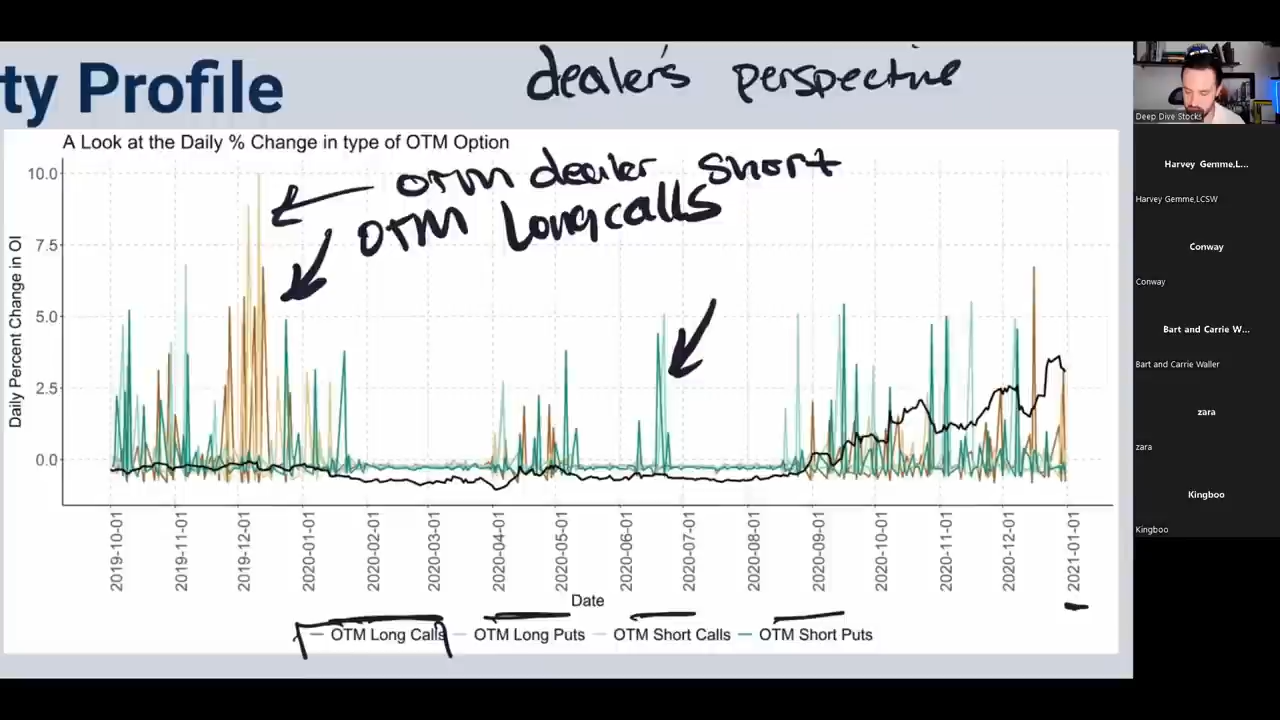 ty Profile
dealer's perspective
A Look at the Daily % Change in type of OTM Option
OTM dealer short
OTM Long calls
Daily Percent Change in OI
10.0
7.5
5.0
2.5
0.0
2019-10-01
2019-11-01
2019-12-01
2020-01-01
2020-02-01
2020-03-01
2020-04-01
2020-05-01
2020-06-01
2020-07-01
2020-08-01
2020-09-01
2020-10-01
2020-11-01
2020-12-01
2021-01-01
Date
OTM Long Calls OTM Long Puts OTM Short Calls OTM Short Puts
Deep Dive Stocks
Harvey Gemme,L...
Harvey Gemme,LCSW
Conway
Conway
Bart and Carrie W...
Bart and Carrie Waller
zara
zara
Kingboo
Kingboo